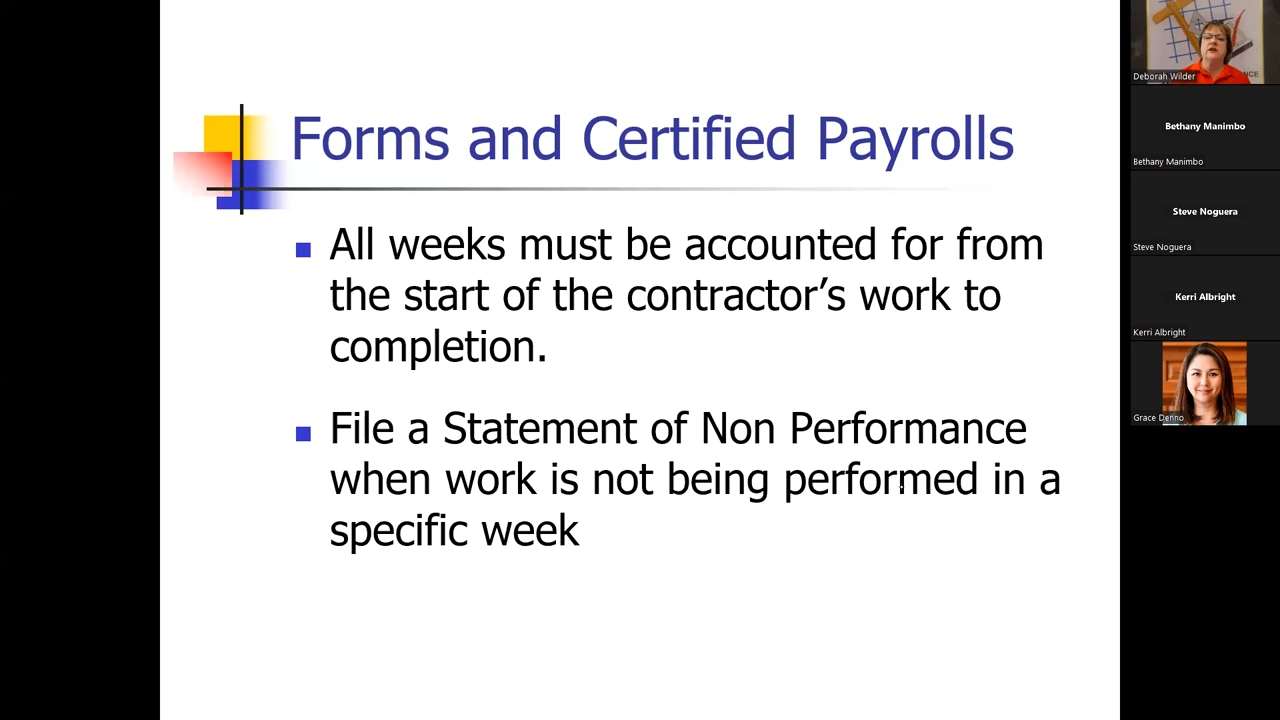 Forms and Certified Payrolls
All weeks must be accounted for from
the start of the contractor’s work to
completion.
File a Statement of Non Performance
when work is not being performed in a
specific week
NCE
Deborah Wilder
Bethany Manimbo
Bethany Manimbo
Steve Noguera
Steve Noguera
Kerri Albright
Kerri Albright
Grace Denno